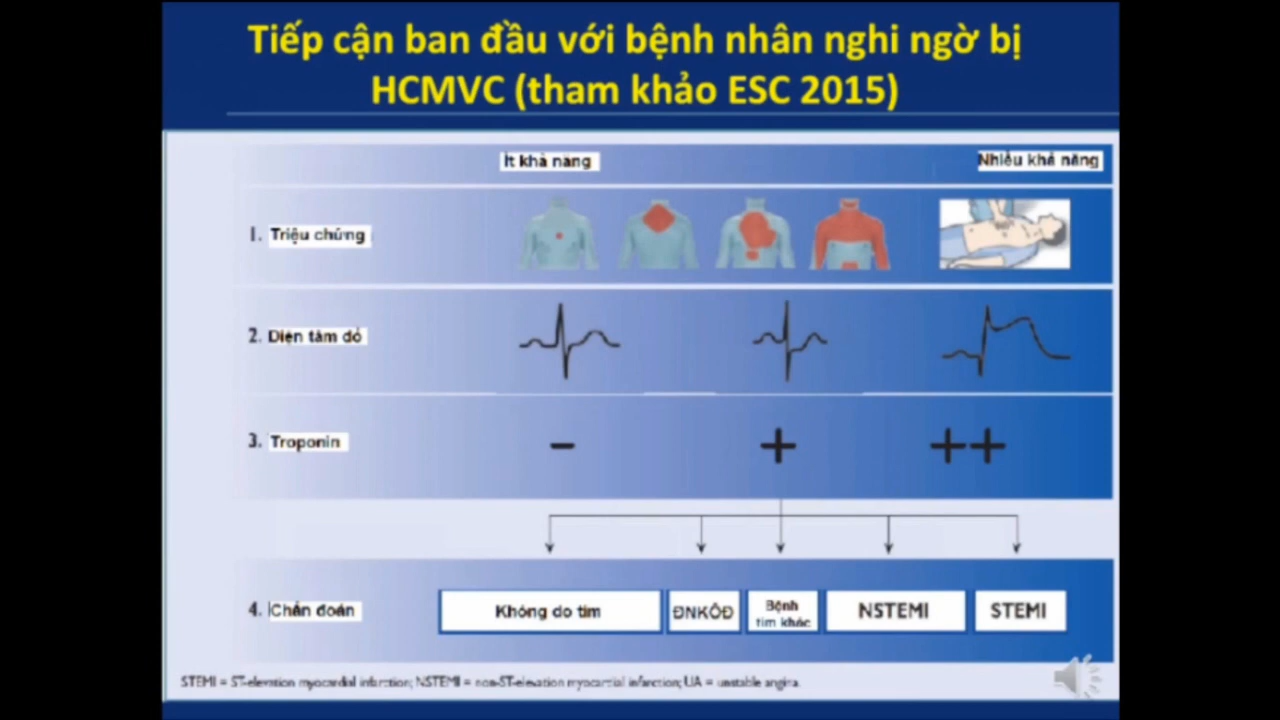 Tiếp cận ban đầu với bệnh nhân nghi ngờ bị
HCMVC (tham khảo ESC 2015)
Ít khả năng
Nhiều khả năng
1. Triệu chứng
2. Điện tâm đồ
3. Troponin
– + ++
4. Chẩn đoán
Không do tim
ĐNKÔĐ
Bệnh
tim khác
NSTEMI
STEMI
STEMI = ST-elevation myocardial infarction; NSTEMI = non-ST-elevation myocardial infarction; UA = unstable angina.